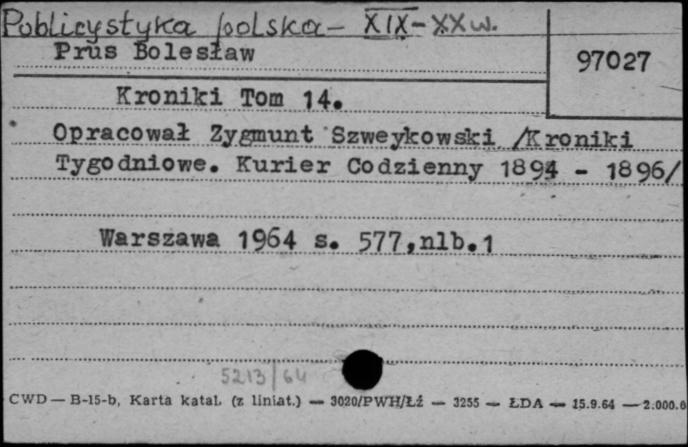 Publicystyka polska - XIX - XX w.
Prus Bolesław
97027
Kroniki Tom 14.
Opracował Zygmunt Szweykowski /Kroniki
Tygodniowe. Kurier Codzienny 1894 - 1896/
Warszawa 1964 s. 577,nlb.1
5213/64
CWD — B-15-b, Karta katal. (z liniat.) — 3020/PWH/Łź — 3255 — ŁDA — 15.9.64 — 2.000.0